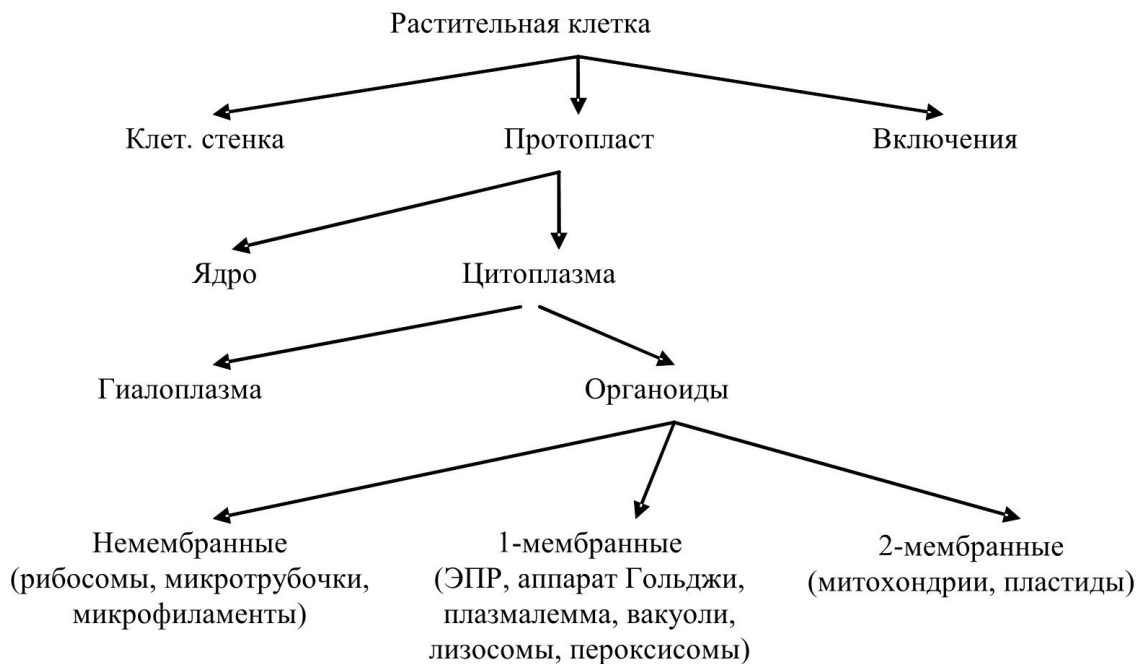 Растительная клетка
Клет. стенка
Протопласт
Включения
Ядро
Цитоплазма
Гиалоплазма
Органоиды
Немембранные
(рибосомы, микротрубочки,
микрофиламенты)
1-мембранные
(ЭПР, аппарат Гольджи,
плазмалемма, вакуоли,
лизосомы, пероксисомы)
2-мембранные
(митохондрии, пластиды)